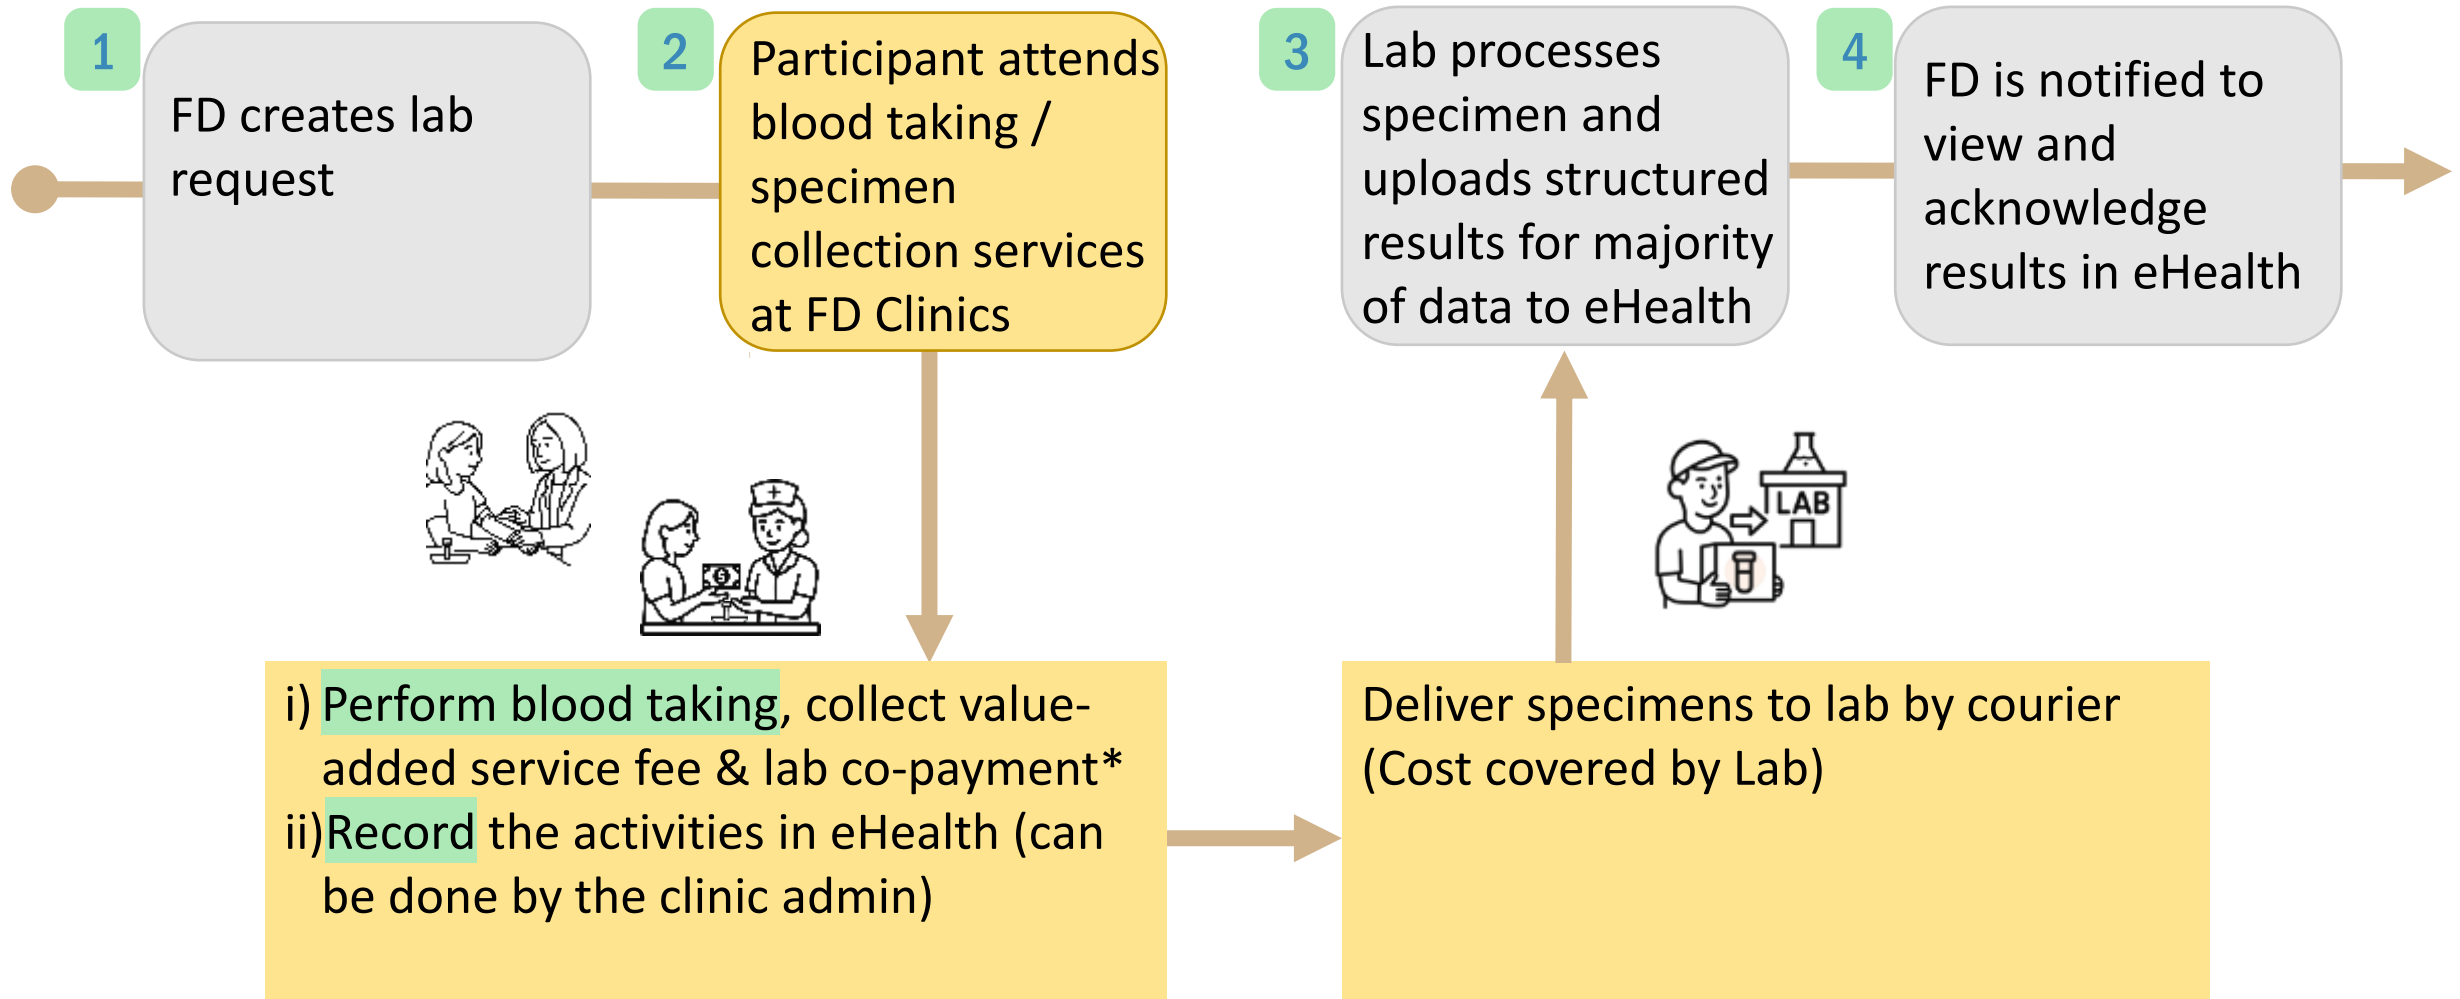 1
FD creates lab
request
2
Participant attends
blood taking /
specimen
collection services
at FD Clinics
3
Lab processes
specimen and
uploads structured
results for majority
of data to eHealth
4
FD is notified to
view and
acknowledge
results in eHealth
LAB
i) Perform blood taking, collect value-
added service fee & lab co-payment*
ii)Record the activities in eHealth (can
be done by the clinic admin)
Deliver specimens to lab by courier
(Cost covered by Lab)